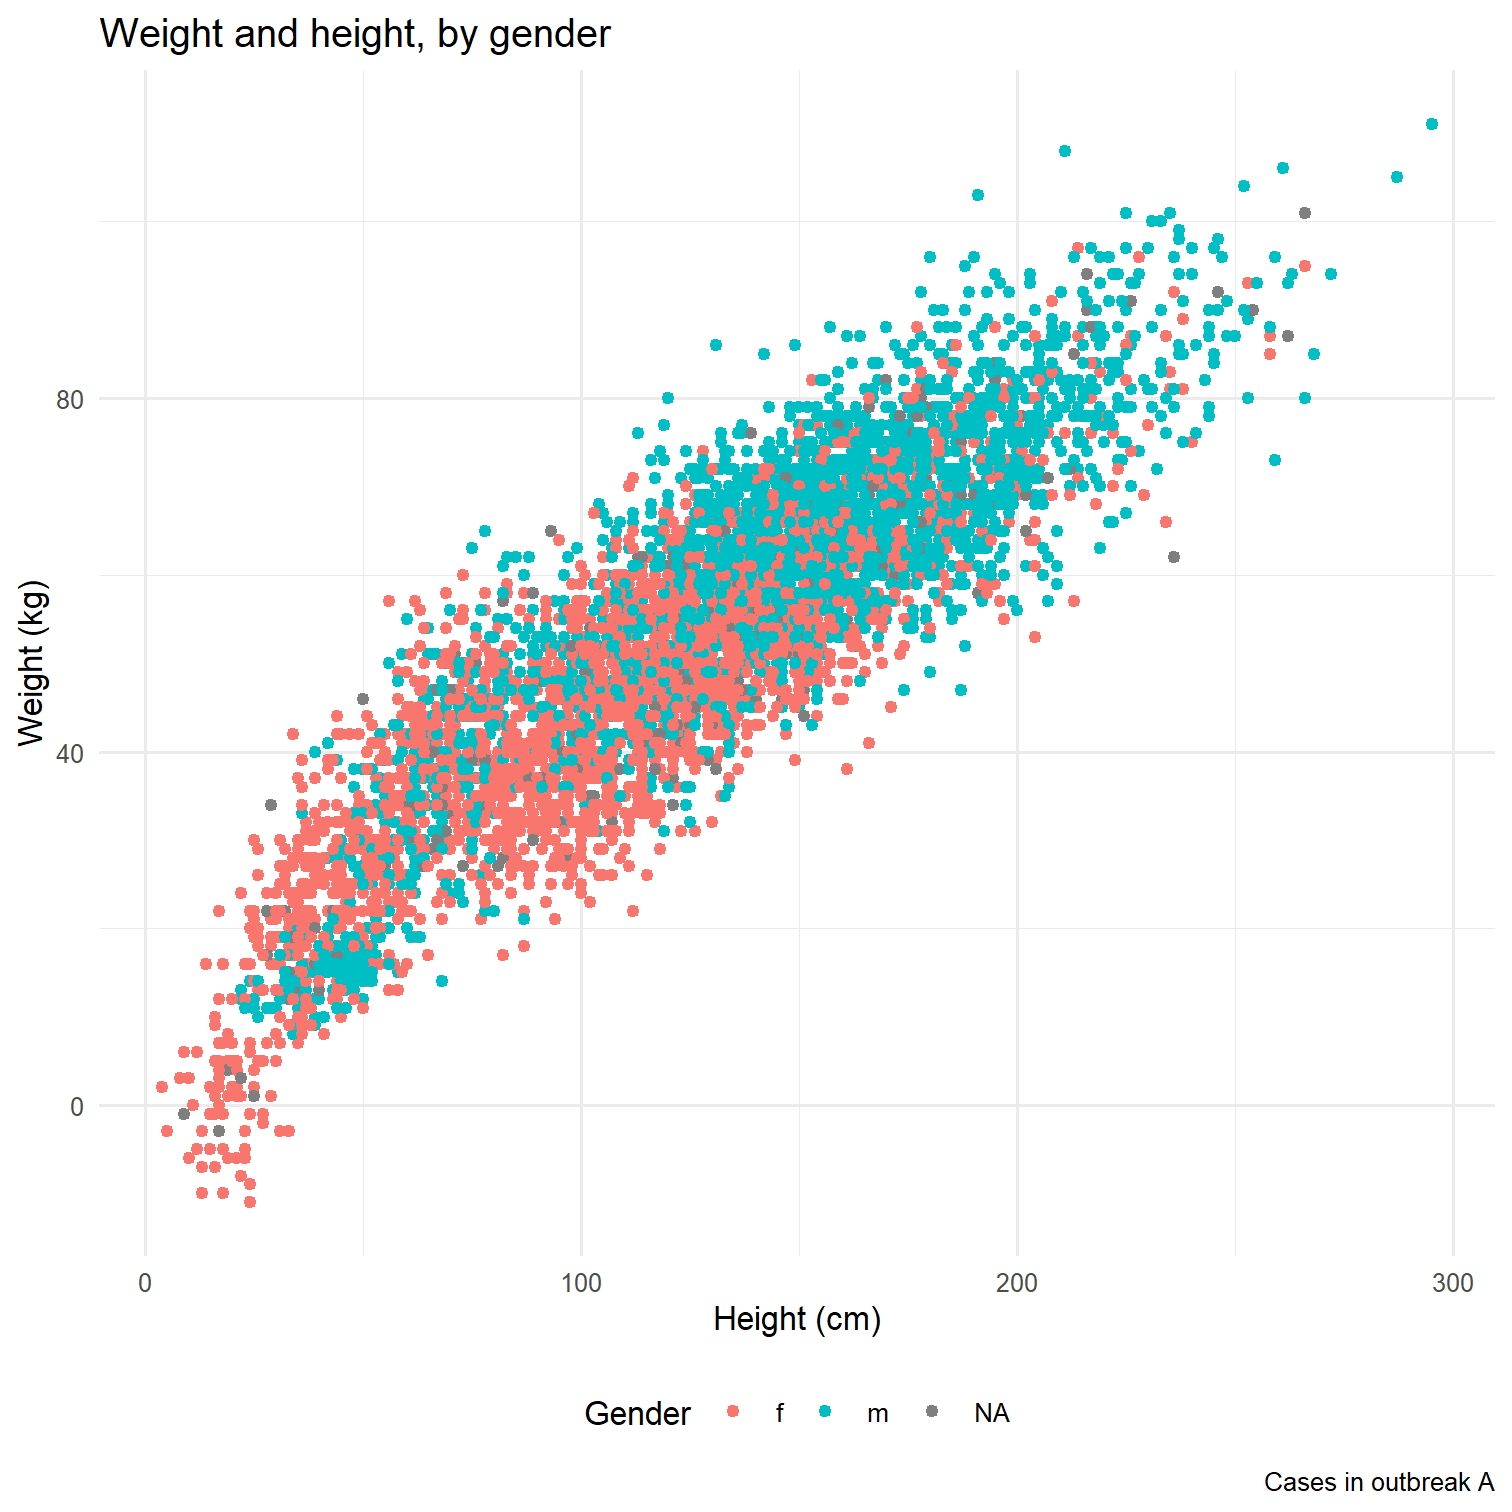 Weight and height, by gender
Weight (kg)
80
40
0
0 100 200 300
Height (cm)
Gender f m NA
Cases in outbreak A